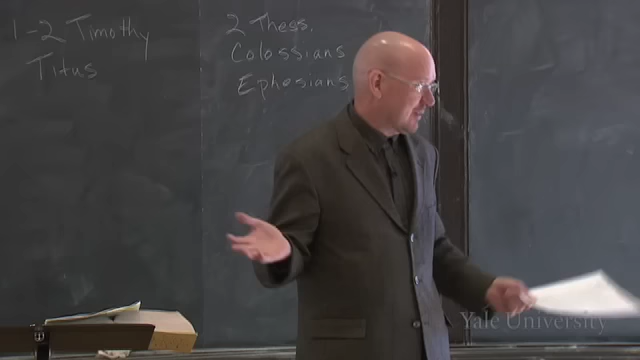 1-2 Timothy
Titus
2 Thess.
Colossians
Ephesians
Yale University